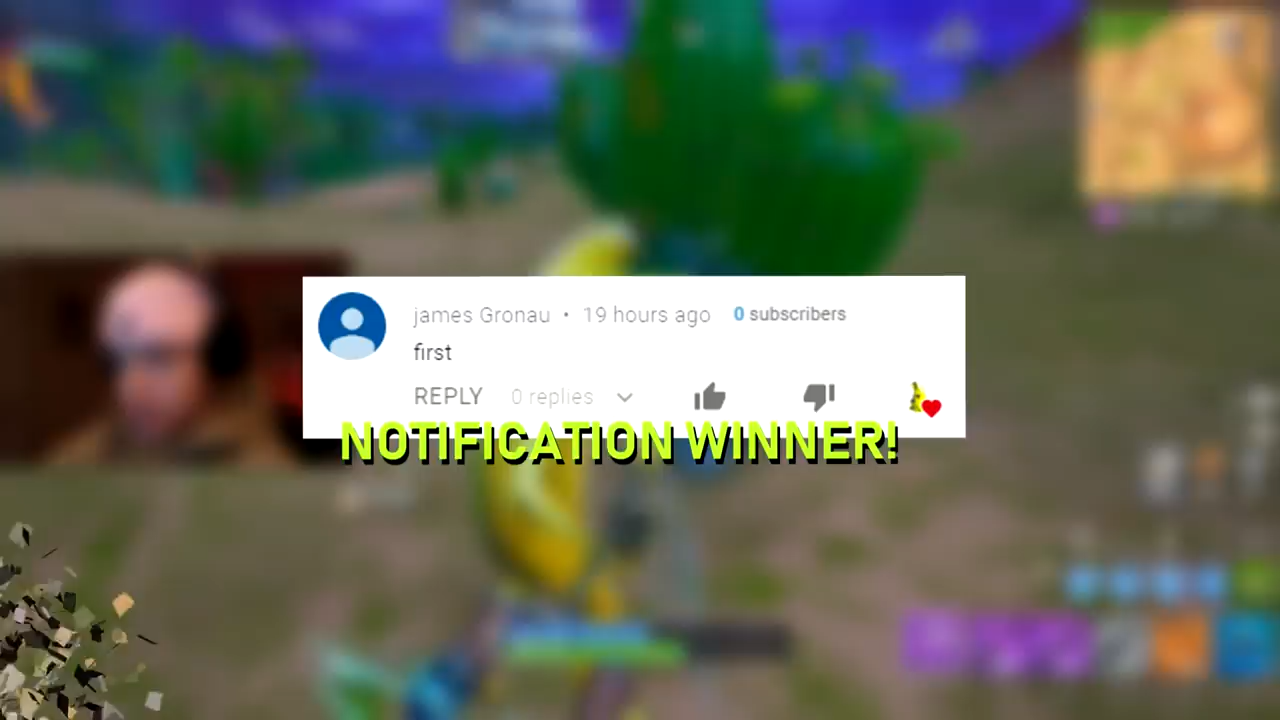 james Gronau • 19 hours ago 0 subscribers
first
REPLY 0 replies
NOTIFICATION WINNER!